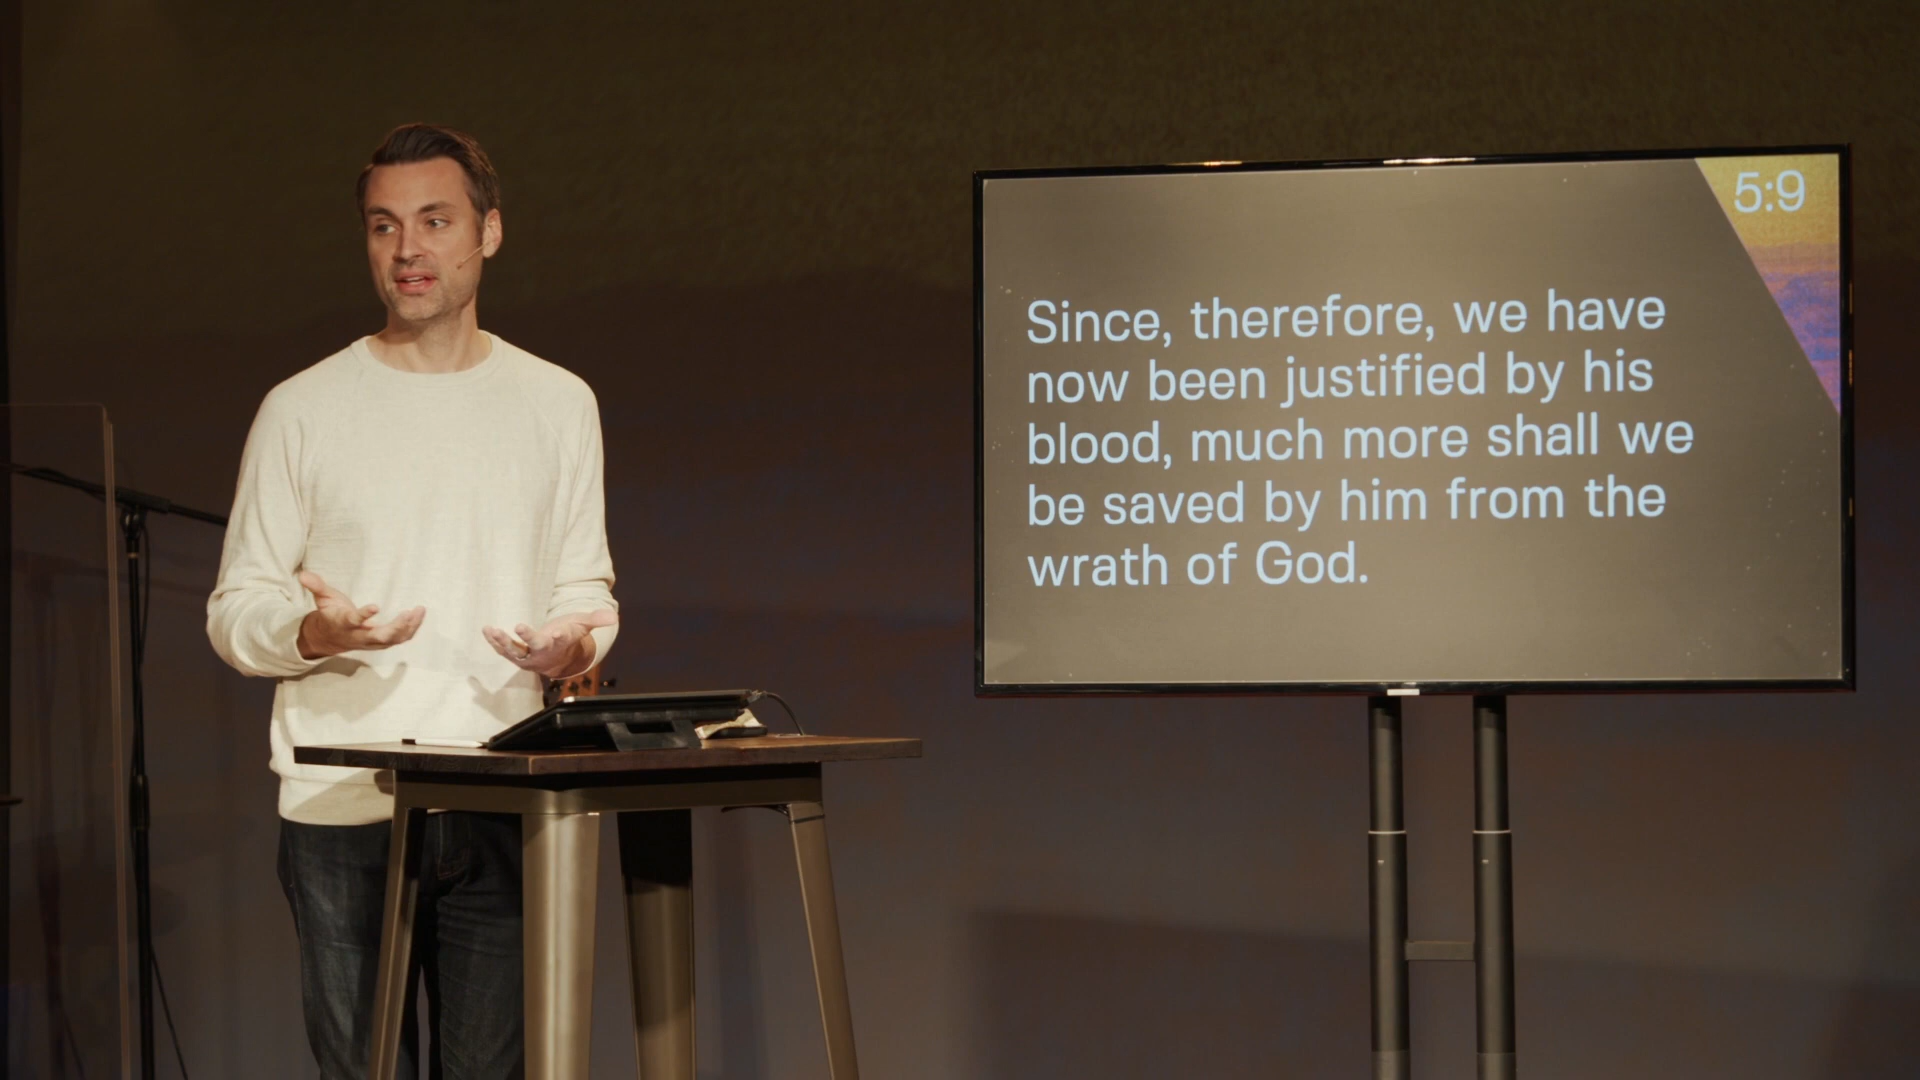 5:9
Since, therefore, we have
now been justified by his
blood, much more shall we
be saved by him from the
wrath of God.